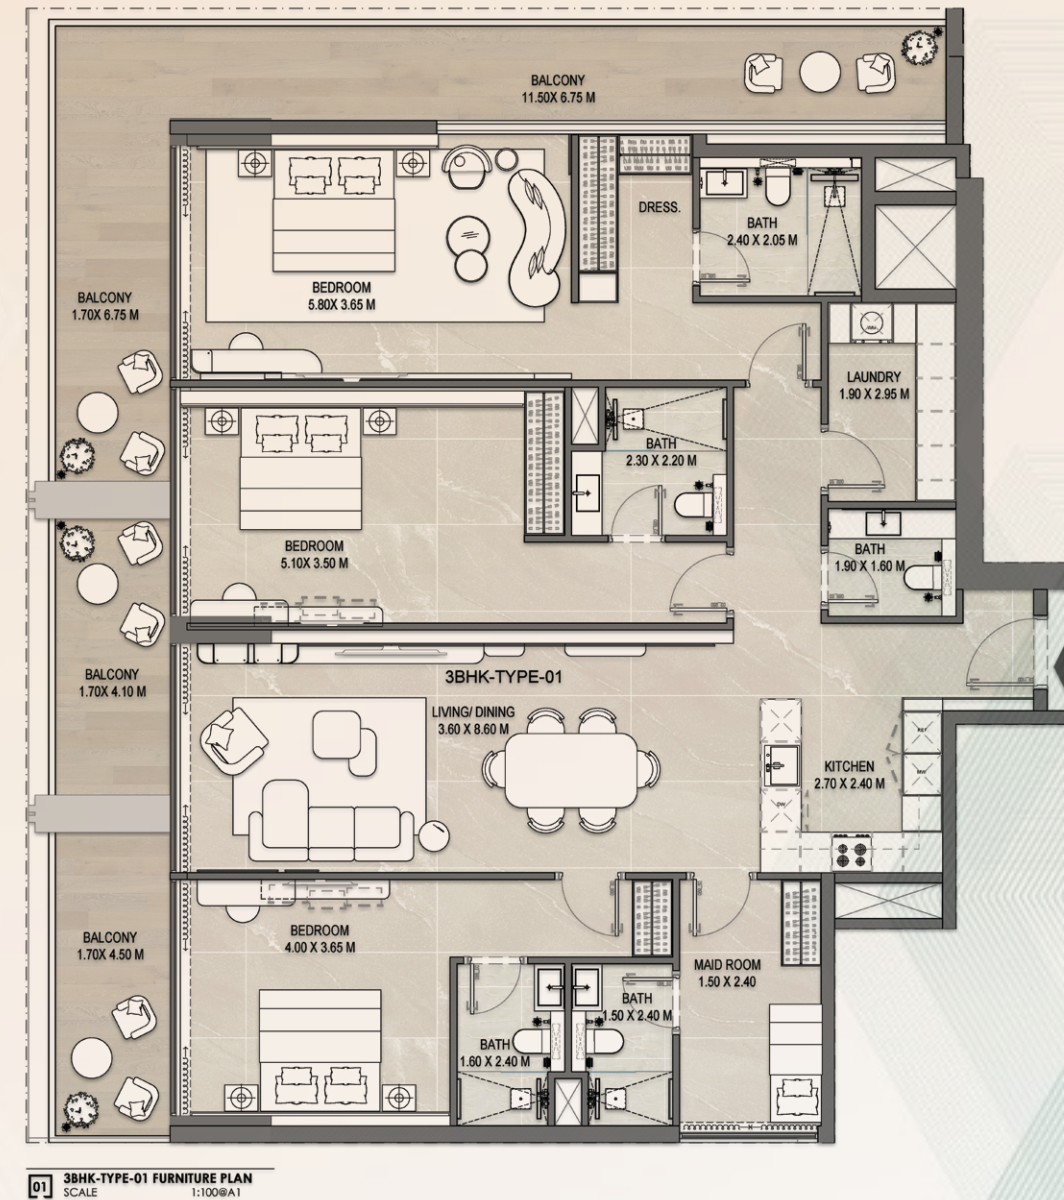 BALCONY
11.50X 6.75 M
DRESS.
BATH
2.40 X 2.05 M
BEDROOM
5.80X 3.65 M
BALCONY
1.70X 6.75 M
LAUNDRY
1.90 X 2.95 M
BATH
2.30 X 2.20 M
BEDROOM
5.10X 3.50 M
BATH
1.90 X 1.60 M
3BHK-TYPE-01
BALCONY
1.70X 4.10 M
LIVING/ DINING
3.60 X 8.60 M
KITCHEN
2.70 X 2.40 M
BEDROOM
4.00 X 3.65 M
BALCONY
1.70X 4.50 M
MAID ROOM
1.50 X 2.40
BATH
1.50 X 2.40 M
BATH
1.60 X 2.40 M
01
3BHK-TYPE-01 FURNITURE PLAN
SCALE 1:100@A1